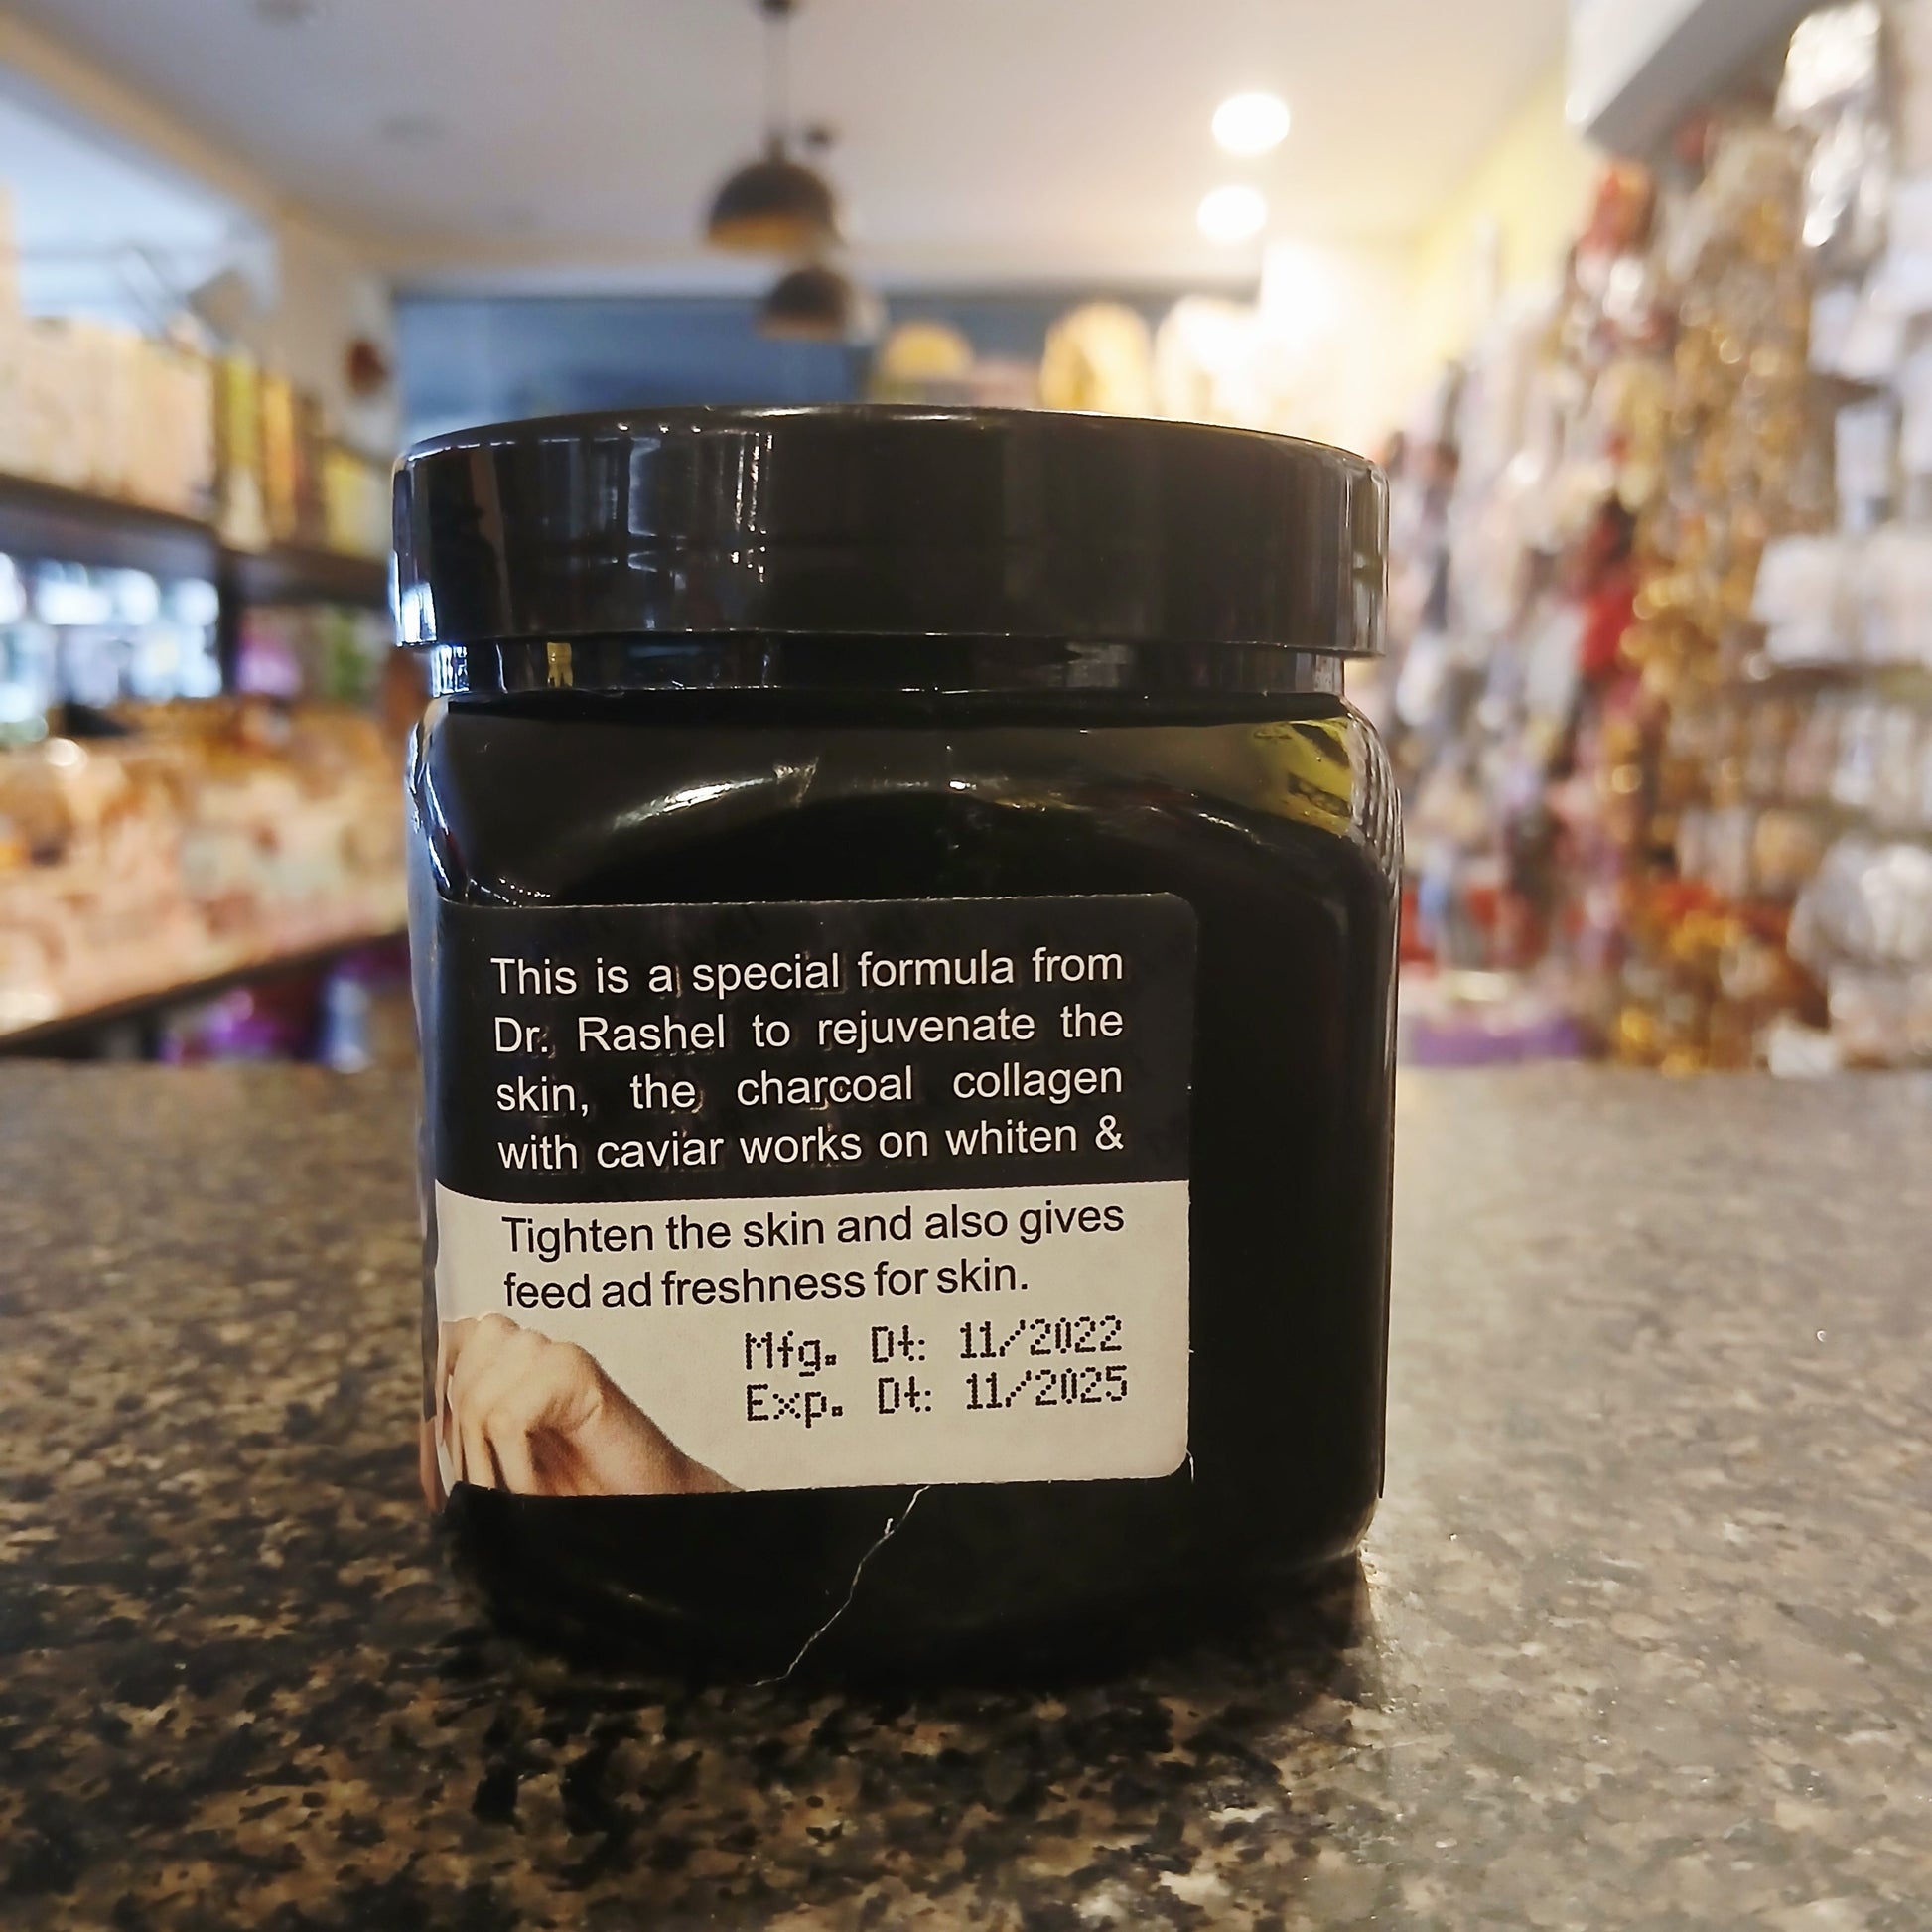 This is a special formula from
Dr. Rashel to rejuvenate the
skin, the charcoal collagen
with caviar works on whiten &
Tighten the skin and also gives
feed ad freshness for skin.
Mfg. Dt: 11/2022
Exp. Dt: 11/2025